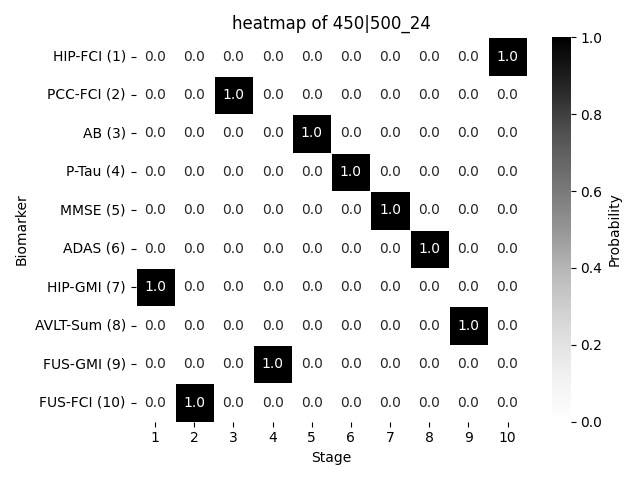 heatmap of 450|500_24
HIP-FCI (1) 0.0 0.0 0.0 0.0 0.0 0.0 0.0 0.0 0.0 1.0
PCC-FCI (2) 0.0 0.0 1.0 0.0 0.0 0.0 0.0 0.0 0.0 0.0
AB (3) 0.0 0.0 0.0 0.0 1.0 0.0 0.0 0.0 0.0 0.0
P-Tau (4) 0.0 0.0 0.0 0.0 0.0 1.0 0.0 0.0 0.0 0.0
MMSE (5) 0.0 0.0 0.0 0.0 0.0 0.0 1.0 0.0 0.0 0.0
ADAS (6) 0.0 0.0 0.0 0.0 0.0 0.0 0.0 1.0 0.0 0.0
HIP-GMI (7) 1.0 0.0 0.0 0.0 0.0 0.0 0.0 0.0 0.0 0.0
AVLT-Sum (8) 0.0 0.0 0.0 0.0 0.0 0.0 0.0 0.0 1.0 0.0
FUS-GMI (9) 0.0 0.0 0.0 1.0 0.0 0.0 0.0 0.0 0.0 0.0
FUS-FCI (10) 0.0 1.0 0.0 0.0 0.0 0.0 0.0 0.0 0.0 0.0
1 2 3 4 5 6 7 8 9 10
Stage
Biomarker
1.0
0.8
0.6
0.4
0.2
0.0
Probability